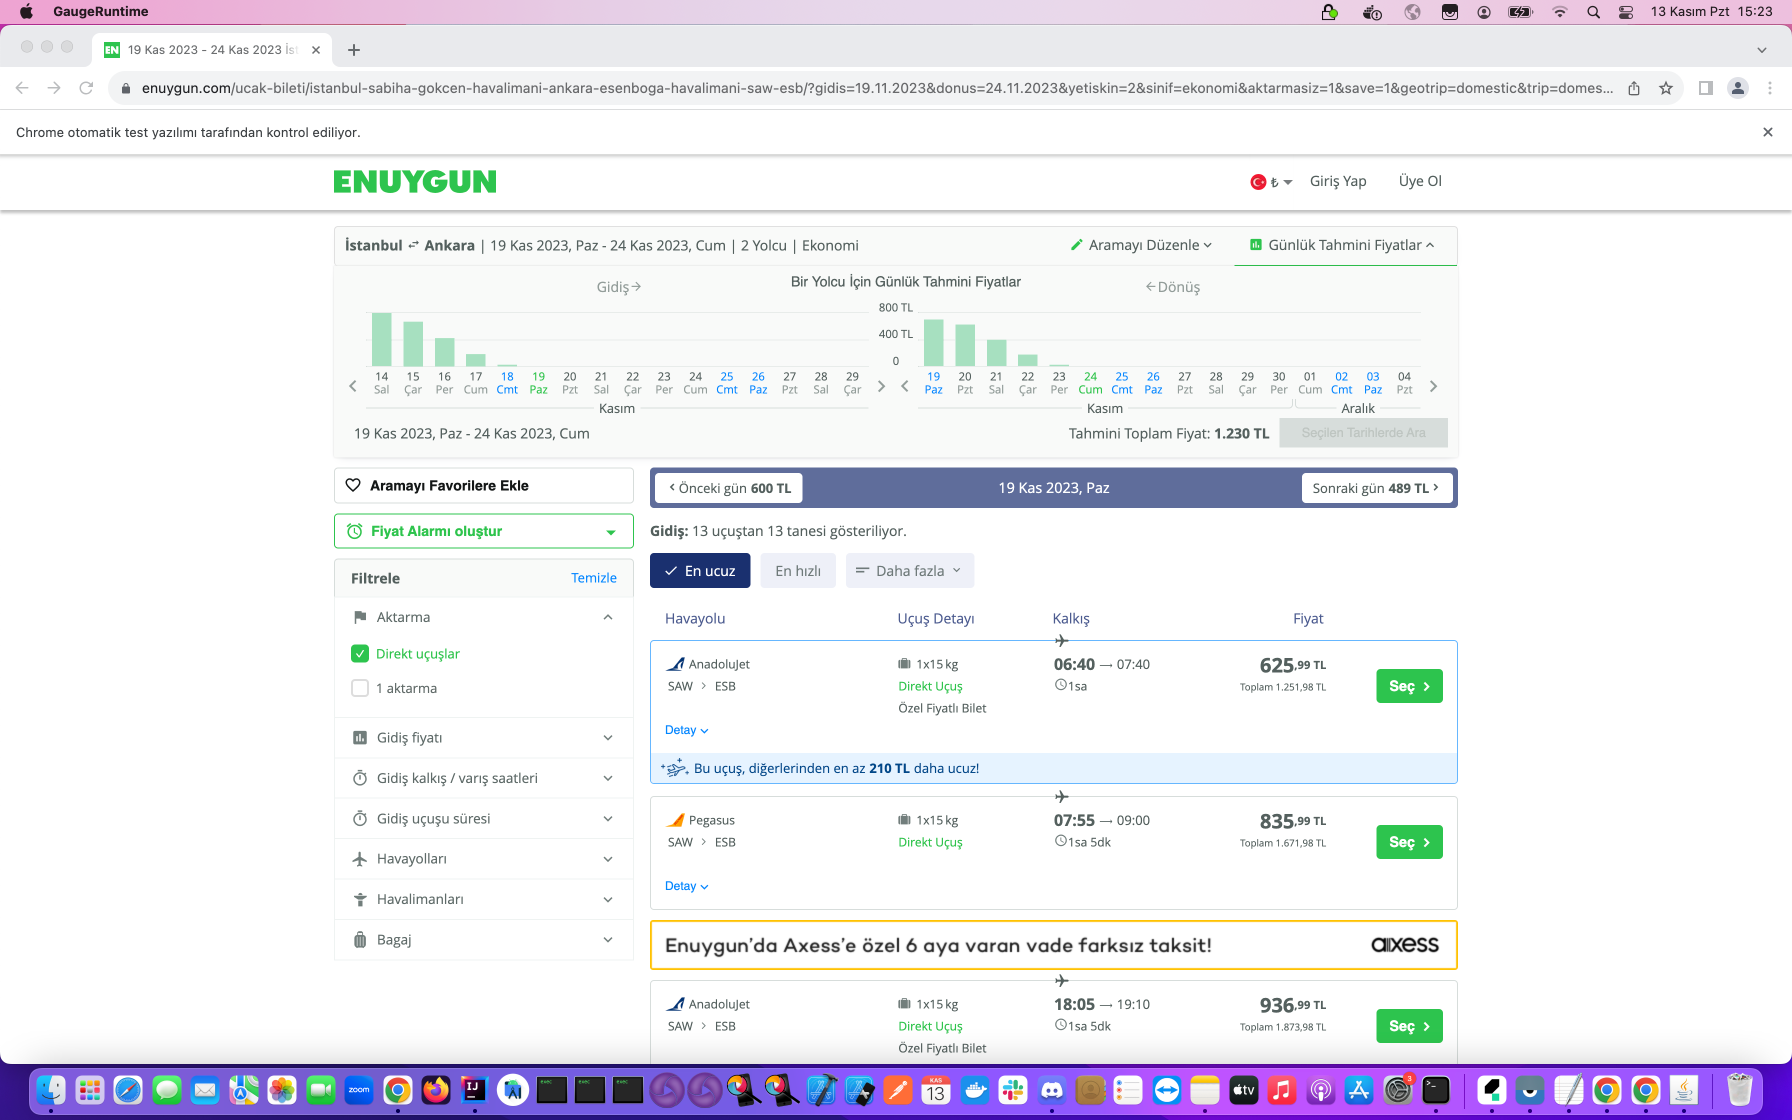 GaugeRuntime
13 Kasım Pzt 15:23
EN 19 Kas 2023 - 24 Kas 2023 İst
enuygun.com/ucak-bileti/istanbul-sabiha-gokcen-havalimani-ankara-esenboga-havalimani-saw-esb/?gidis=19.11.2023&donus=24.11.2023&yetiskin=2&sinif=ekonomi&aktarmasiz=1&save=1&geotrip=domestic&trip=domes...
Chrome otomatik test yazılımı tarafından kontrol ediliyor.
ENUYGUN
₺
Giriş Yap
Üye Ol
İstanbul Ankara | 19 Kas 2023, Paz - 24 Kas 2023, Cum | 2 Yolcu | Ekonomi
Aramayı Düzenle
Günlük Tahmini Fiyatlar
Bir Yolcu İçin Günlük Tahmini Fiyatlar
Gidiş
Dönüş
800 TL
400 TL
0
14 15 16 17 18 19 20 21 22 23 24 25 26 27 28 29
Sal Çar Per Cum Cmt Paz Pzt Sal Çar Per Cum Cmt Paz Pzt Sal Çar
Kasım
19 20 21 22 23 24 25 26 27 28 29 30 01 02 03 04
Paz Pzt Sal Çar Per Cum Cmt Paz Pzt Sal Çar Per Cum Cmt Paz Pzt
Kasım Aralık
19 Kas 2023, Paz - 24 Kas 2023, Cum
Tahmini Toplam Fiyat: 1.230 TL
Seçilen Tarihlerde Ara
Aramayı Favorilere Ekle
Fiyat Alarmı oluştur
Filtrele
Temizle
Aktarma
Direkt uçuşlar
1 aktarma
Gidiş fiyatı
Gidiş kalkış / varış saatleri
Gidiş uçuşu süresi
Havayolları
Havalimanları
Bagaj
Önceki gün 600 TL
19 Kas 2023, Paz
Sonraki gün 489 TL
Gidiş: 13 uçuştan 13 tanesi gösteriliyor.
En ucuz
En hızlı
Daha fazla
Havayolu Uçuş Detayı Kalkış Fiyat
AnadoluJet 1x15 kg 06:40 → 07:40 625,99 TL
SAW > ESB Direkt Uçuş 1sa Toplam 1.251,98 TL
Seç
Özel Fiyatlı Bilet
Detay
Bu uçuş, diğerlerinden en az 210 TL daha ucuz!
Pegasus 1x15 kg 07:55 → 09:00 835,99 TL
SAW > ESB Direkt Uçuş 1sa 5dk Toplam 1.671,98 TL
Seç
Detay
Enuygun'da Axess'e özel 6 aya varan vade farksız taksit!
axess
AnadoluJet 1x15 kg 18:05 → 19:10 936,99 TL
SAW > ESB Direkt Uçuş 1sa 5dk Toplam 1.873,98 TL
Seç
Özel Fiyatlı Bilet
zoom
IJ
exec
exec
exec
KAS
13
tv
3